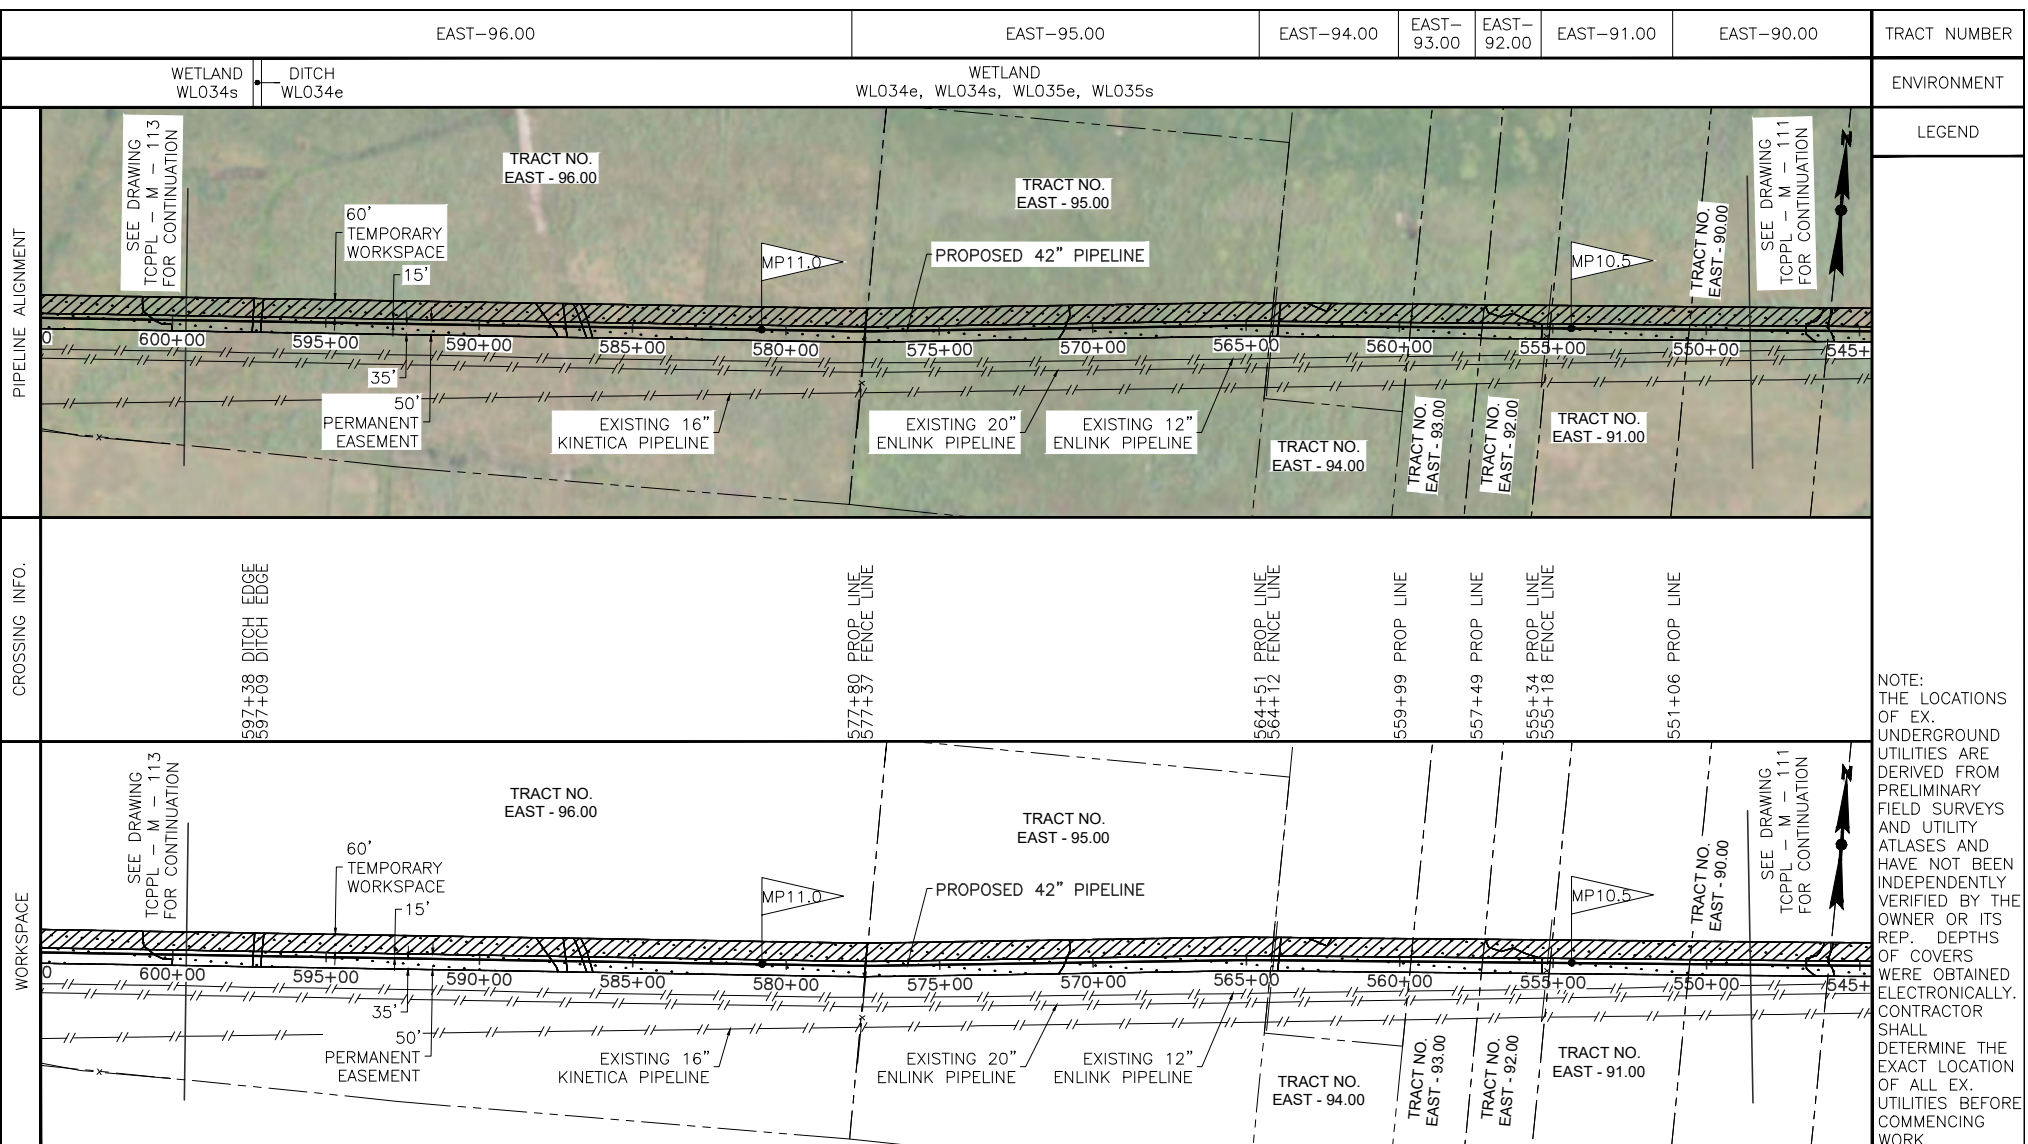 EAST-96.00
EAST-95.00
EAST-94.00
EAST-
93.00
EAST-
92.00
EAST-91.00
EAST-90.00
TRACT NUMBER
WETLAND
WL034s
DITCH
WL034e
WETLAND
WL034e, WL034s, WL035e, WL035s
ENVIRONMENT
LEGEND
PIPELINE ALIGNMENT
SEE DRAWING
TCPPL - M - 113
FOR CONTINUATION
TRACT NO.
EAST - 96.00
60'
TEMPORARY
WORKSPACE
15'
MP11.0
PROPOSED 42" PIPELINE
TRACT NO.
EAST - 95.00
MP10.5
TRACT NO.
EAST - 90.00
SEE DRAWING
TCPPL - M - 111
FOR CONTINUATION
N
0
600+00
595+00
590+00
585+00
580+00
575+00
570+00
565+00
560+00
555+00
550+00
545+
35'
50'
PERMANENT
EASEMENT
EXISTING 16"
KINETICA PIPELINE
EXISTING 20"
ENLINK PIPELINE
EXISTING 12"
ENLINK PIPELINE
TRACT NO.
EAST - 94.00
TRACT NO.
EAST - 93.00
TRACT NO.
EAST - 92.00
TRACT NO.
EAST - 91.00
CROSSING INFO.
597+38 DITCH EDGE
597+09 DITCH EDGE
577+80 PROP LINE
577+37 FENCE LINE
564+51 PROP LINE
564+12 FENCE LINE
559+99 PROP LINE
557+49 PROP LINE
555+34 PROP LINE
555+18 FENCE LINE
551+06 PROP LINE
WORKSPACE
SEE DRAWING
TCPPL - M - 113
FOR CONTINUATION
TRACT NO.
EAST - 96.00
60'
TEMPORARY
WORKSPACE
15'
MP11.0
PROPOSED 42" PIPELINE
TRACT NO.
EAST - 95.00
MP10.5
TRACT NO.
EAST - 90.00
SEE DRAWING
TCPPL - M - 111
FOR CONTINUATION
N
0
600+00
595+00
590+00
585+00
580+00
575+00
570+00
565+00
560+00
555+00
550+00
545+
35'
50'
PERMANENT
EASEMENT
EXISTING 16"
KINETICA PIPELINE
EXISTING 20"
ENLINK PIPELINE
EXISTING 12"
ENLINK PIPELINE
TRACT NO.
EAST - 94.00
TRACT NO.
EAST - 93.00
TRACT NO.
EAST - 92.00
TRACT NO.
EAST - 91.00
NOTE:
THE LOCATIONS
OF EX.
UNDERGROUND
UTILITIES ARE
DERIVED FROM
PRELIMINARY
FIELD SURVEYS
AND UTILITY
ATLASES AND
HAVE NOT BEEN
INDEPENDENTLY
VERIFIED BY THE
OWNER OR ITS
REP. DEPTHS
OF COVERS
WERE OBTAINED
ELECTRONICALLY.
CONTRACTOR
SHALL
DETERMINE THE
EXACT LOCATION
OF ALL EX.
UTILITIES BEFORE
COMMENCING
WORK